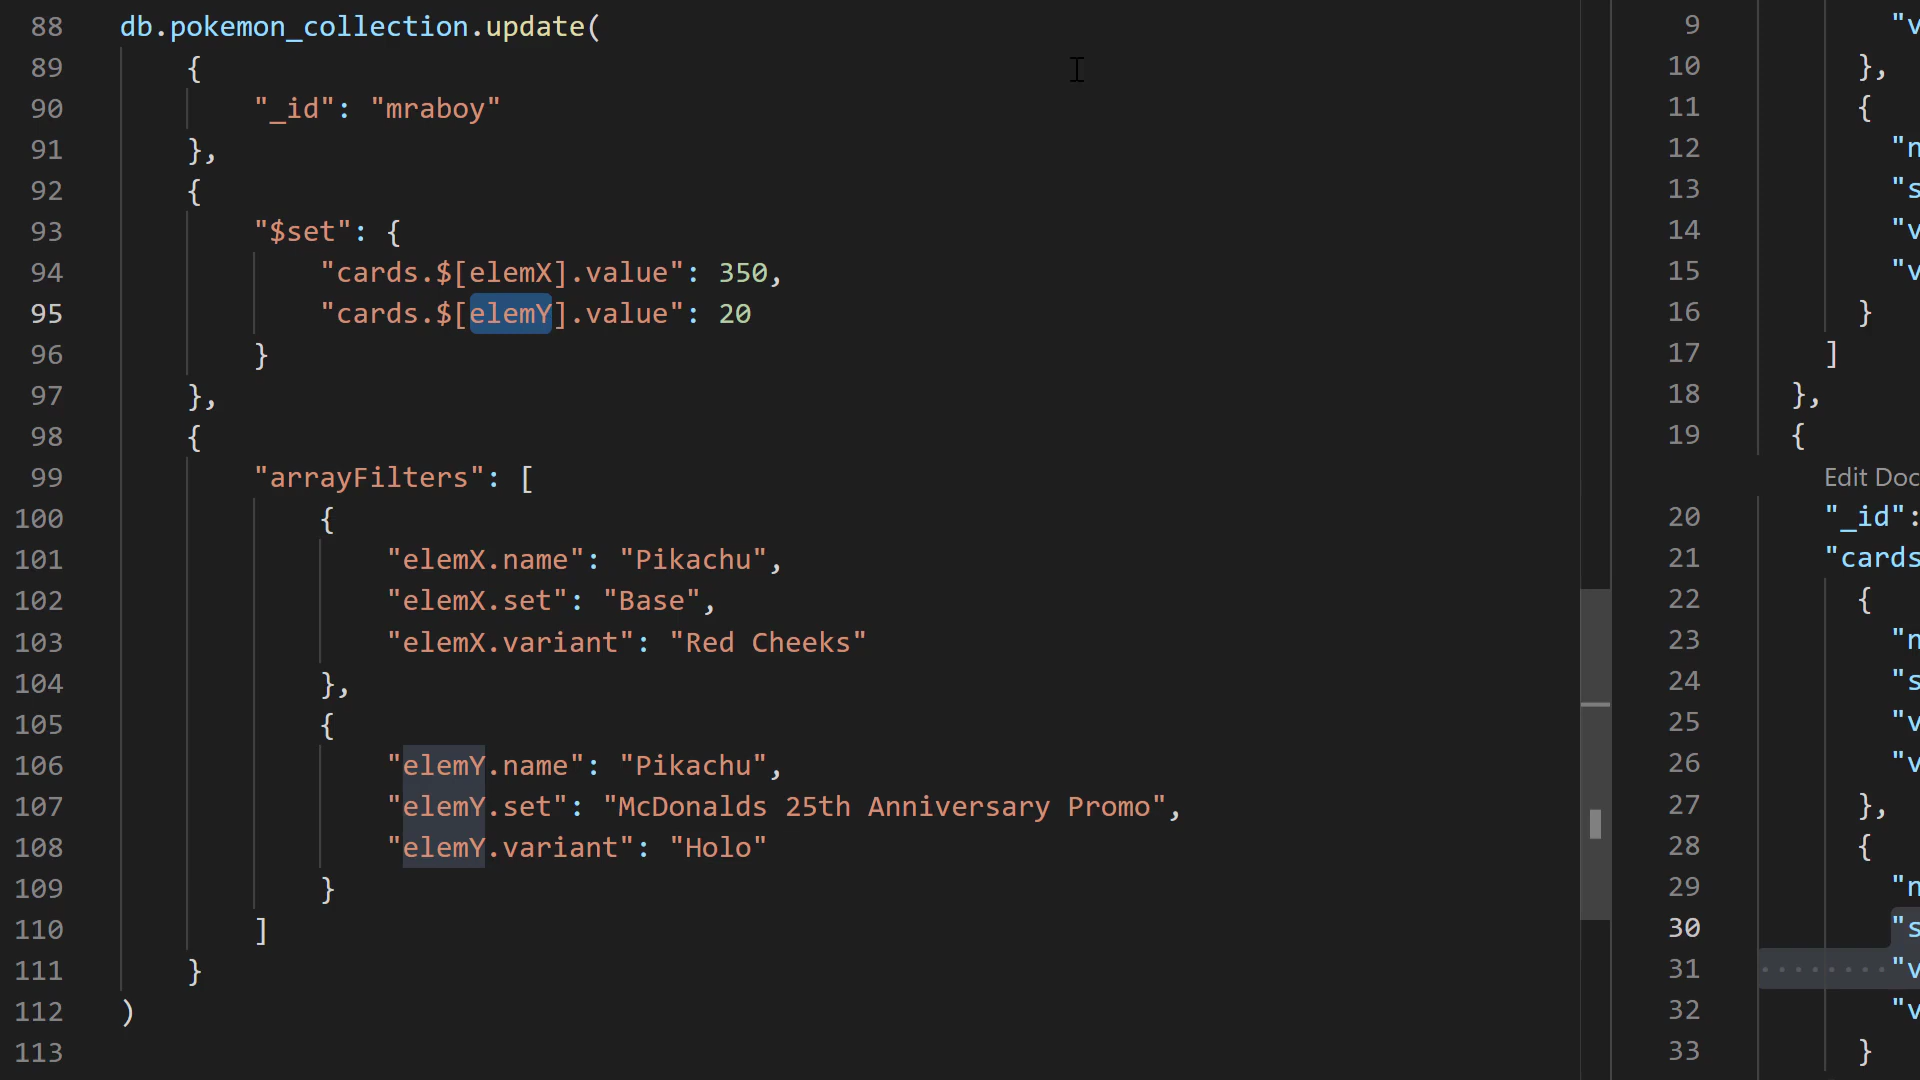 88 db.pokemon_collection.update(
89 {
90 "_id": "mraboy"
91 },
92 {
93 "$set": {
94 "cards.$[elemX].value": 350,
95 "cards.$[elemY].value": 20
96 }
97 },
98 {
99 "arrayFilters": [
100 {
101 "elemX.name": "Pikachu",
102 "elemX.set": "Base",
103 "elemX.variant": "Red Cheeks"
104 },
105 {
106 "elemY.name": "Pikachu",
107 "elemY.set": "McDonalds 25th Anniversary Promo",
108 "elemY.variant": "Holo"
109 }
110 ]
111 }
112 )
113
9 "v
10 },
11 {
12 "n
13 "s
14 "v
15 "v
16 }
17 ]
18 },
19 {
Edit Doc
20 "_id":
21 "cards
22 {
23 "n
24 "s
25 "v
26 "v
27 },
28 {
29 "n
30 "s
31 "v
32 "v
33 }